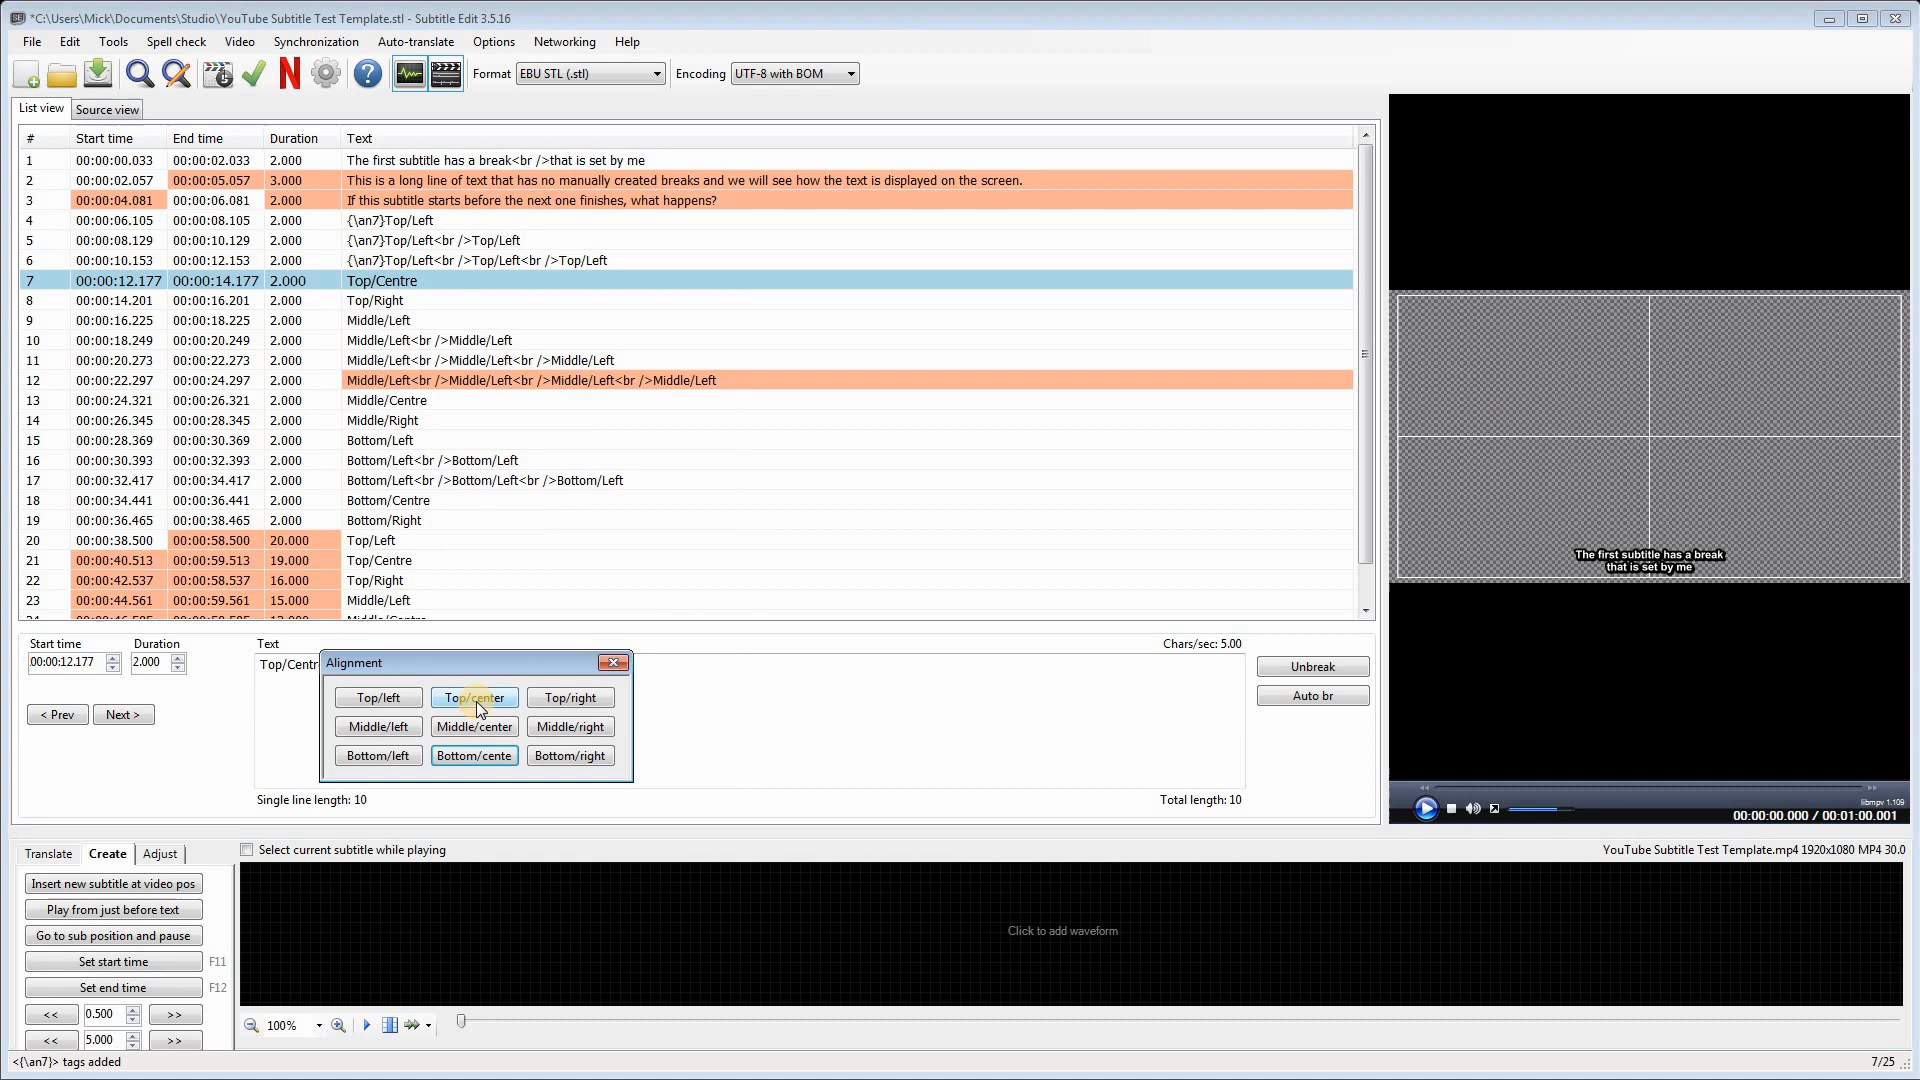 *C:\Users\Mick\Documents\Studio\YouTube Subtitle Test Template.stl - Subtitle Edit 3.5.16
File Edit Tools Spell check Video Synchronization Auto-translate Options Networking Help
Format EBU STL (.stl) Encoding UTF-8 with BOM
List view Source view
# Start time End time Duration Text
1 00:00:00.033 00:00:02.033 2.000 The first subtitle has a break<br />that is set by me
2 00:00:02.057 00:00:05.057 3.000 This is a long line of text that has no manually created breaks and we will see how the text is displayed on the screen.
3 00:00:04.081 00:00:06.081 2.000 If this subtitle starts before the next one finishes, what happens?
4 00:00:06.105 00:00:08.105 2.000 {\an7}Top/Left
5 00:00:08.129 00:00:10.129 2.000 {\an7}Top/Left<br />Top/Left
6 00:00:10.153 00:00:12.153 2.000 {\an7}Top/Left<br />Top/Left<br />Top/Left
7 00:00:12.177 00:00:14.177 2.000 Top/Centre
8 00:00:14.201 00:00:16.201 2.000 Top/Right
9 00:00:16.225 00:00:18.225 2.000 Middle/Left
10 00:00:18.249 00:00:20.249 2.000 Middle/Left<br />Middle/Left
11 00:00:20.273 00:00:22.273 2.000 Middle/Left<br />Middle/Left<br />Middle/Left
12 00:00:22.297 00:00:24.297 2.000 Middle/Left<br />Middle/Left<br />Middle/Left<br />Middle/Left
13 00:00:24.321 00:00:26.321 2.000 Middle/Centre
14 00:00:26.345 00:00:28.345 2.000 Middle/Right
15 00:00:28.369 00:00:30.369 2.000 Bottom/Left
16 00:00:30.393 00:00:32.393 2.000 Bottom/Left<br />Bottom/Left
17 00:00:32.417 00:00:34.417 2.000 Bottom/Left<br />Bottom/Left<br />Bottom/Left
18 00:00:34.441 00:00:36.441 2.000 Bottom/Centre
19 00:00:36.465 00:00:38.465 2.000 Bottom/Right
20 00:00:38.500 00:00:58.500 20.000 Top/Left
21 00:00:40.513 00:00:59.513 19.000 Top/Centre
22 00:00:42.537 00:00:58.537 16.000 Top/Right
23 00:00:44.561 00:00:59.561 15.000 Middle/Left
The first subtitle has a break
that is set by me
Start time Duration Text Chars/sec: 5.00
00:00:12.177 2.000 Top/Centr
Unbreak
Auto br
< Prev Next >
Alignment
Top/left Top/center Top/right
Middle/left Middle/center Middle/right
Bottom/left Bottom/cente Bottom/right
Single line length: 10 Total length: 10
libmpv 1.109
00:00:00.000 / 00:01:00.001
Translate Create Adjust
Select current subtitle while playing YouTube Subtitle Test Template.mp4 1920x1080 MP4 30.0
Insert new subtitle at video pos
Play from just before text
Go to sub position and pause
Set start time F11
Set end time F12
<< 0.500 >>
<< 5.000 >>
Click to add waveform
100%
<{\an7}> tags added 7/25